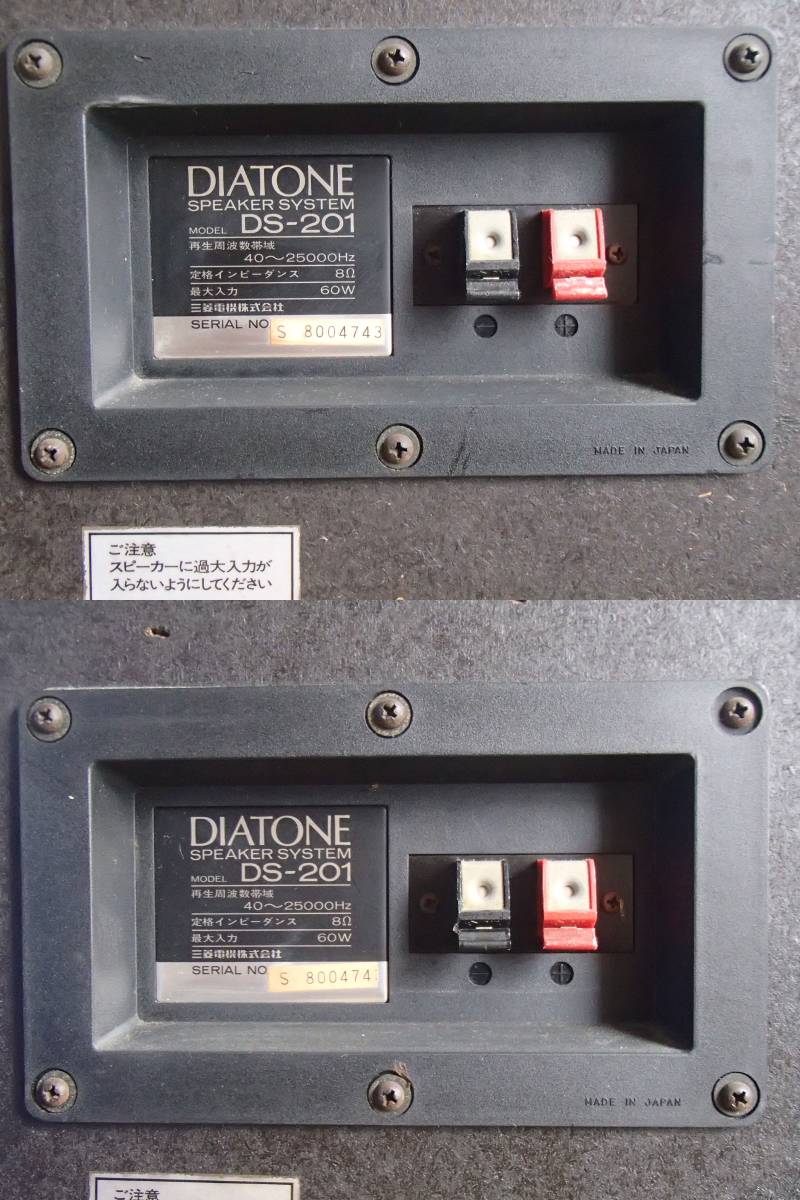 DIATONE
SPEAKER SYSTEM
MODEL DS-201
再生周波数帯域
40～25000Hz
定格インピーダンス 8Ω
最大入力 60W
三菱電機株式会社
SERIAL NO. S 8004743
MADE IN JAPAN
ご注意
スピーカーに過大入力が
入らないようにしてください
DIATONE
SPEAKER SYSTEM
MODEL DS-201
再生周波数帯域
40～25000Hz
定格インピーダンス 8Ω
最大入力 60W
三菱電機株式会社
SERIAL NO. S 800474
MADE IN JAPAN
ご注意